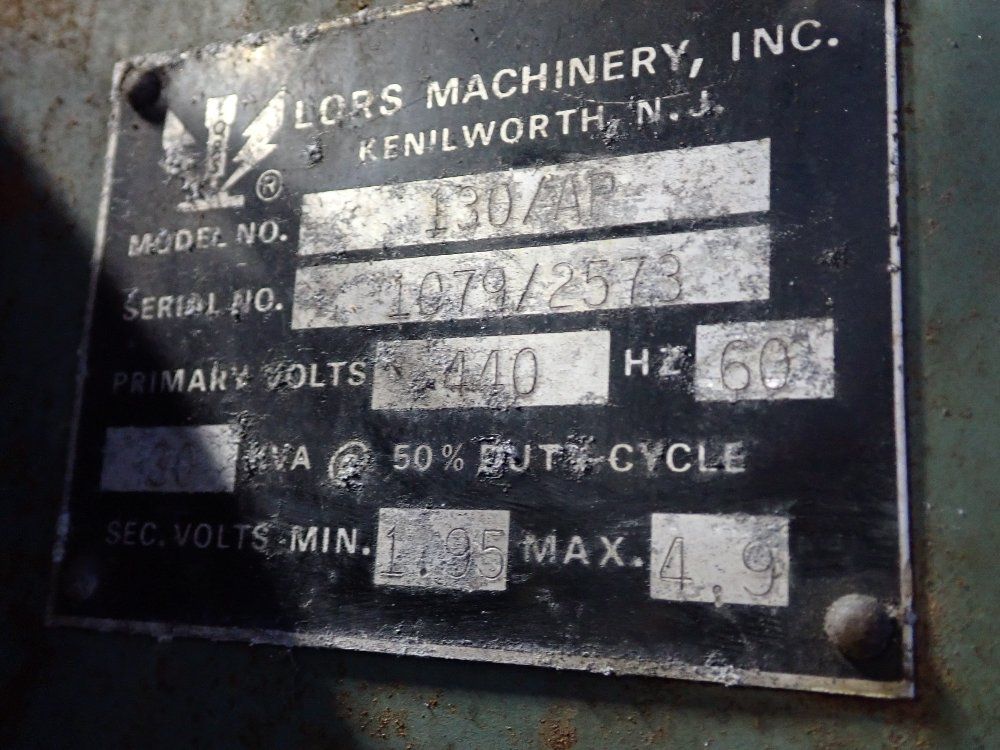 LORS MACHINERY, INC.
KENILWORTH, N.J.
LORS
®
MODEL NO. 130/AP
SERIAL NO. 1079/2573
PRIMARY VOLTS 440 HZ 60
30 KVA @ 50% DUTY-CYCLE
SEC. VOLTS-MIN. 1.95 MAX. 4.9